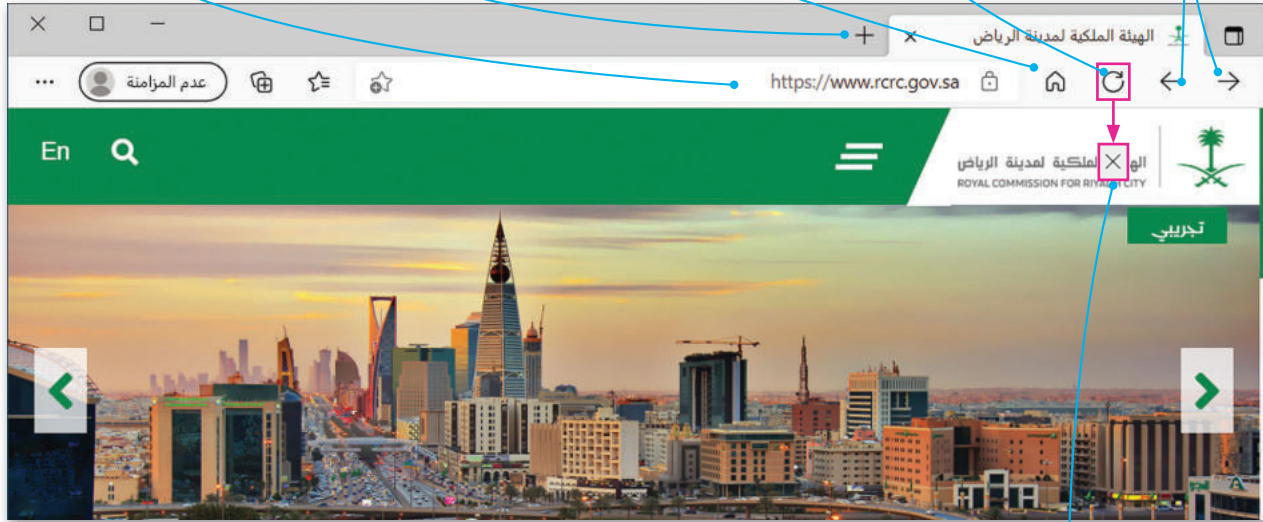 الهيئة الملكية لمدينة الرياض
https://www.rcrc.gov.sa
عدم المزامنة
الهيئة الملكية لمدينة الرياض
ROYAL COMMISSION FOR RIYADH CITY
En
تجريبي